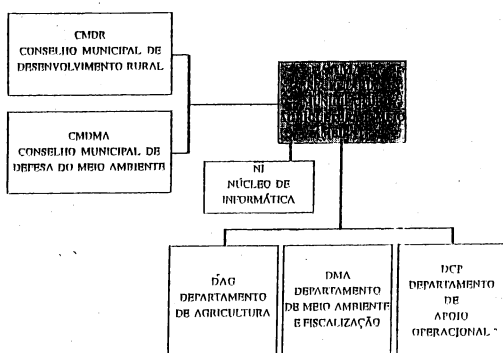 CMDR
CONSELHO MUNICIPAL DE
DESENVOLVIMENTO RURAL
CMDMA
CONSELHO MUNICIPAL DE
DEFESA DO MEIO AMBIENTE
NI
NÚCLEO DE
INFORMÁTICA
DAG
DEPARTAMENTO
DE AGRICULTURA
DMA
DEPARTAMENTO
DE MEIO AMBIENTE
E FISCALIZAÇÃO
DEPARTAMENTO
DE
APOIO
OPERACIONAL